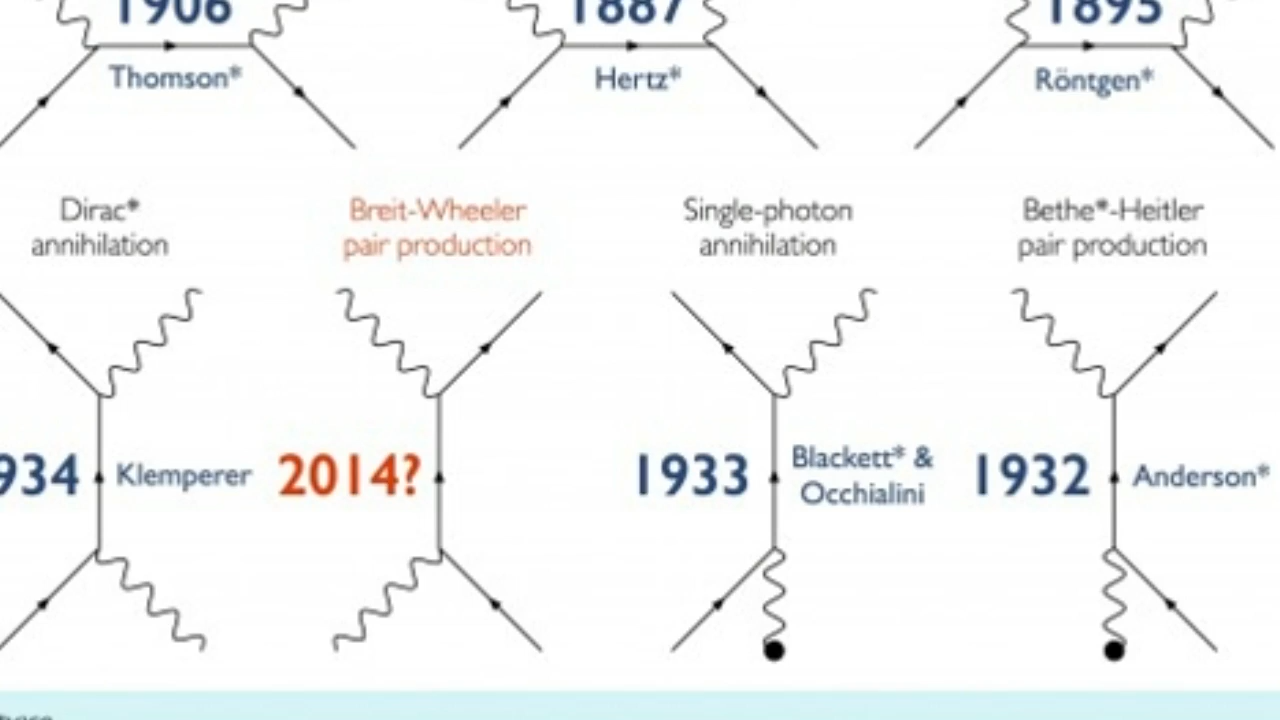 1906
1887
1895
Thomson*
Hertz*
Röntgen*
Dirac*
annihilation
Breit-Wheeler
pair production
Single-photon
annihilation
Bethe*-Heitler
pair production
934
Klemperer
2014?
1933
Blackett* &
Occhialini
1932
Anderson*